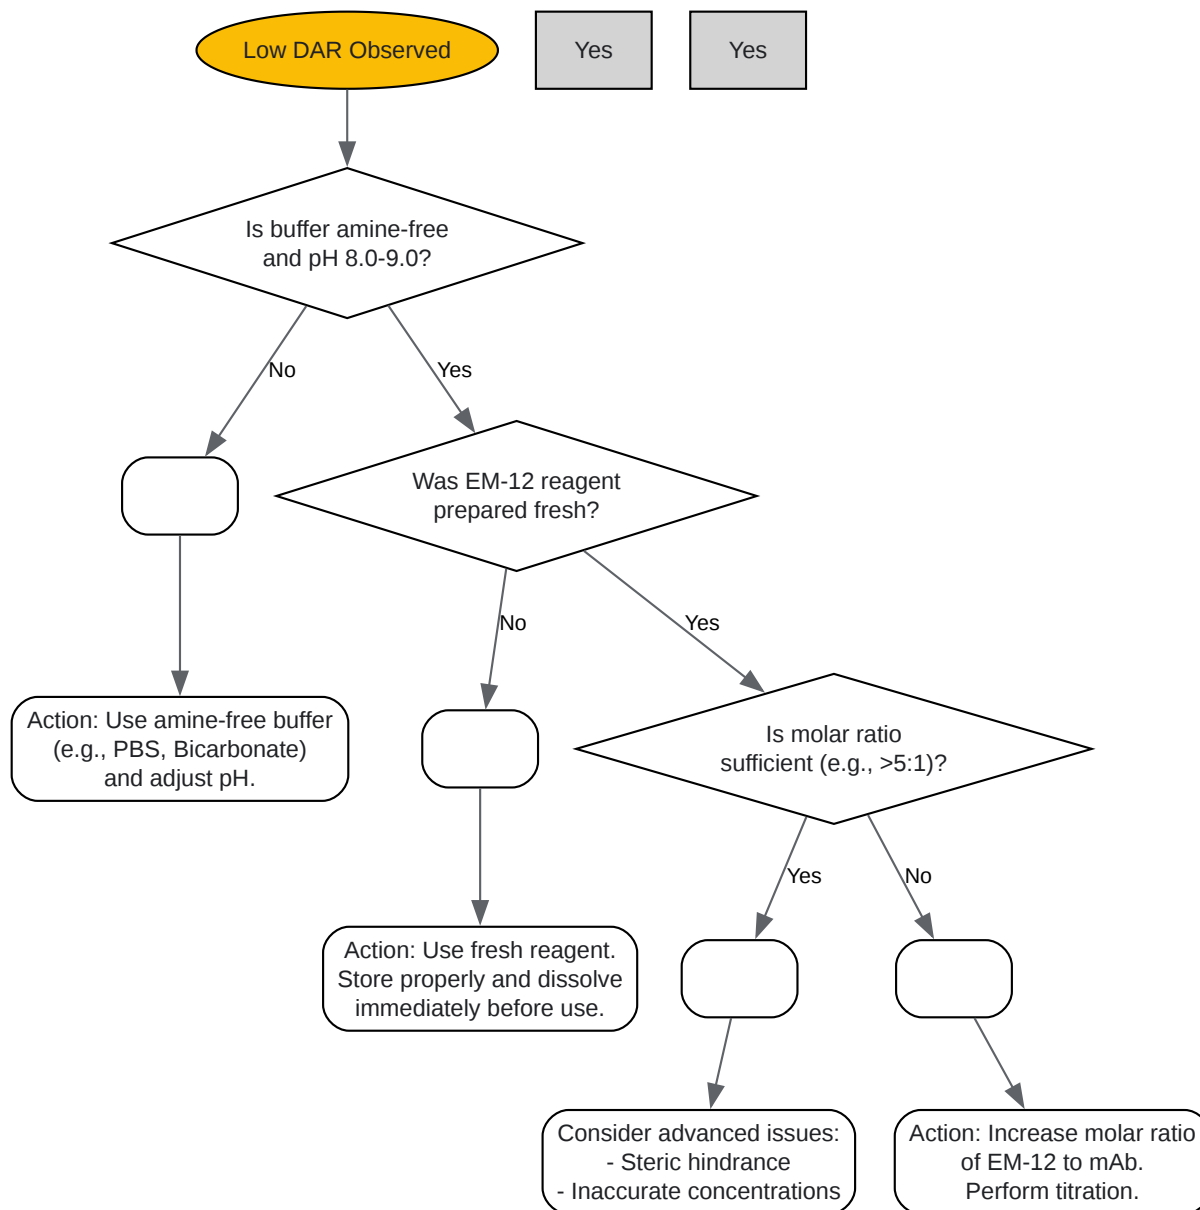 Low DAR Observed
Yes
Yes
Is buffer amine-free
and pH 8.0-9.0?
No
Yes
Was EM-12 reagent
prepared fresh?
No
Yes
Action: Use amine-free buffer
(e.g., PBS, Bicarbonate)
and adjust pH.
Is molar ratio
sufficient (e.g., >5:1)?
Yes
No
Action: Use fresh reagent.
Store properly and dissolve
immediately before use.
Consider advanced issues:
- Steric hindrance
- Inaccurate concentrations
Action: Increase molar ratio
of EM-12 to mAb.
Perform titration.